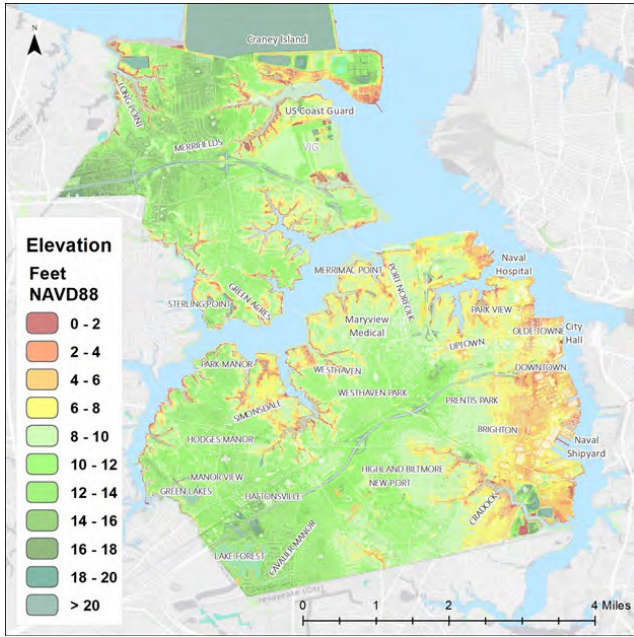 Craney Island
N
LONG POINT
US Coast Guard
VIG
MERRIFIELDS
Elevation
Feet
NAVD88
0 - 2
2 - 4
4 - 6
6 - 8
8 - 10
10 - 12
12 - 14
14 - 16
16 - 18
18 - 20
> 20
GREEN ACRES
STERLING POINT
MERRIMAC POINT
PORT NORFOLK
Naval
Hospital
PARK VIEW
Maryview
Medical
OLDE TOWNE
City
Hall
UPTOWN
DOWNTOWN
PARK MANOR
WESTHAVEN
SIMONSDALE
WESTHAVEN PARK
PRENTIS PARK
BRIGHTON
HODGES MANOR
Naval
Shipyard
MANOR VIEW
HIGHLAND BILTMORE
GREEN LAKES
HATTONSVILLE
NEW PORT
CRADOCK
LAKE FOREST
CAVALIER MANOR
0 1 2 4 Miles